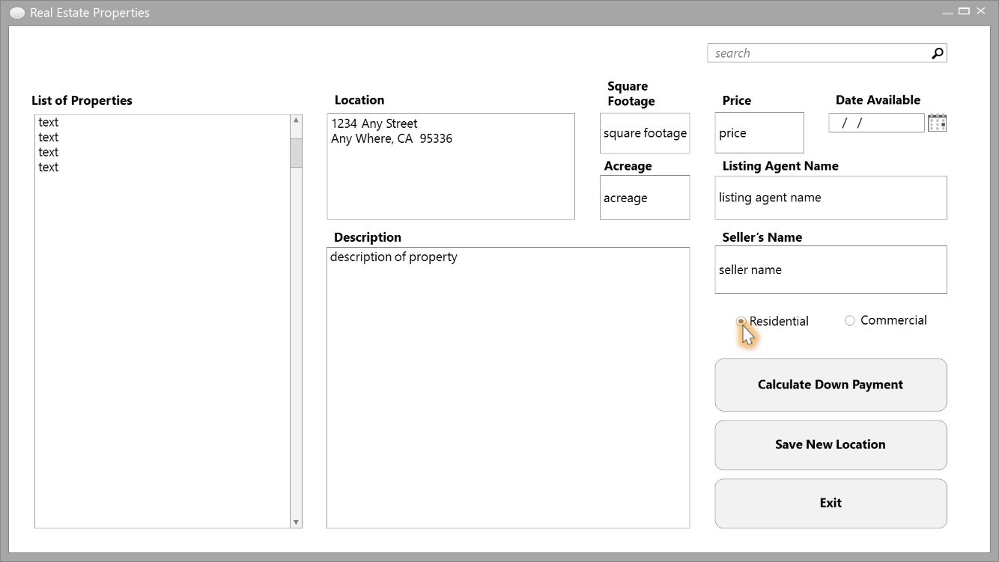 Real Estate Properties
search
List of Properties
text
text
text
text
Location
1234 Any Street
Any Where, CA  95336
Square
Footage
square footage
Price
price
Date Available
/ /
Acreage
acreage
Listing Agent Name
listing agent name
Description
description of property
Seller’s Name
seller name
Residential
Commercial
Calculate Down Payment
Save New Location
Exit